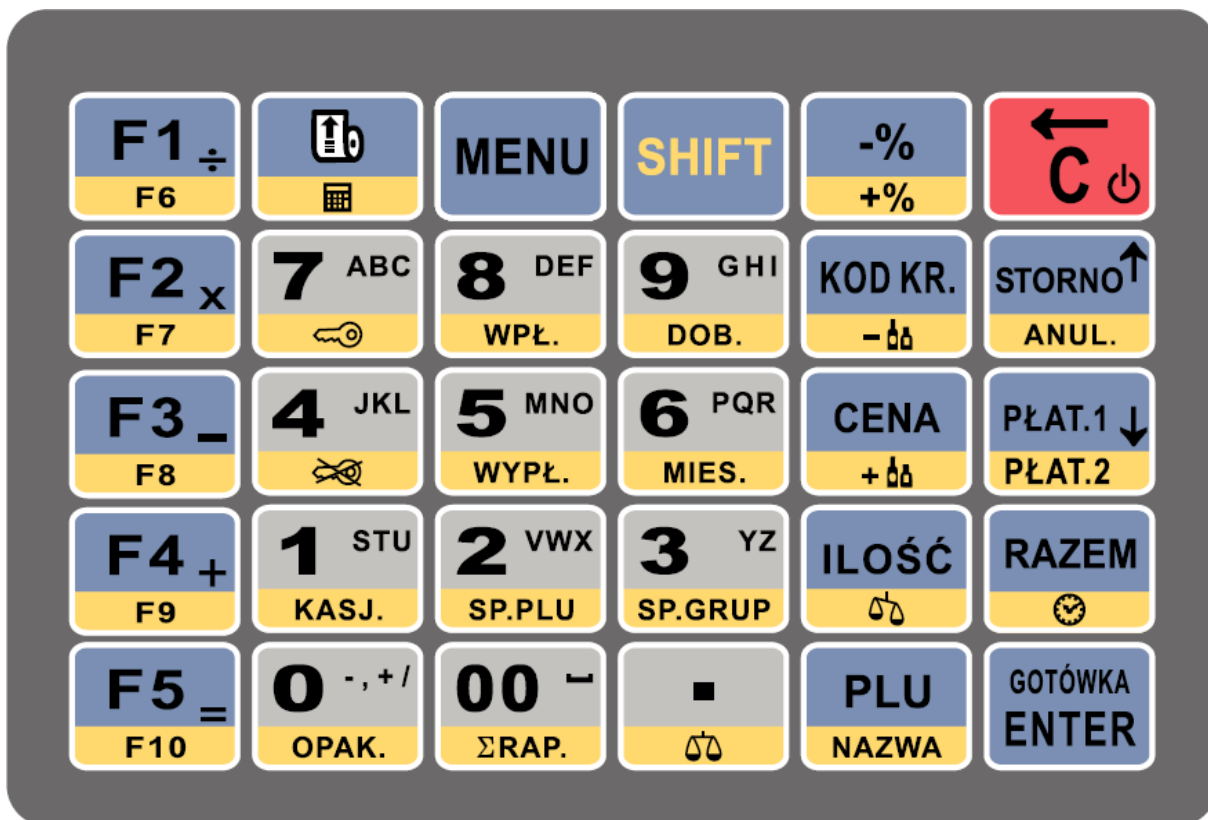 F1 ÷ MENU SHIFT -% ← C
F6 +%
F2 x 7 ABC 8 DEF 9 GHI KOD KR. STORNO ↑
F7 WPŁ. DOB. – ANUL.
F3 – 4 JKL 5 MNO 6 PQR CENA PŁAT.1 ↓
F8 WYPŁ. MIES. + PŁAT.2
F4 + 1 STU 2 VWX 3 YZ ILOŚĆ RAZEM
F9 KASJ. SP.PLU SP.GRUP
F5 = 0 - , + / 00 ⎵ . PLU GOTÓWKA
F10 OPAK. ΣRAP. NAZWA ENTER